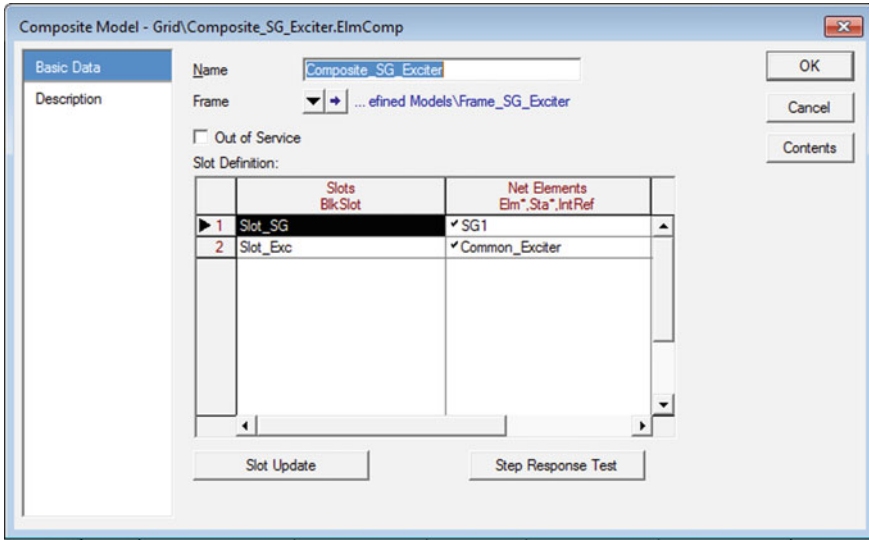 Composite Model - Grid\Composite_SG_Exciter.ElmComp
Basic Data
Description
Name Composite_SG_Exciter
Frame ... efined Models\Frame_SG_Exciter
Out of Service
Slot Definition:
Slots Net Elements
BlkSlot Elm*,Sta*,IntRef
1 Slot_SG SG1
2 Slot_Exc Common_Exciter
Slot Update Step Response Test
OK
Cancel
Contents